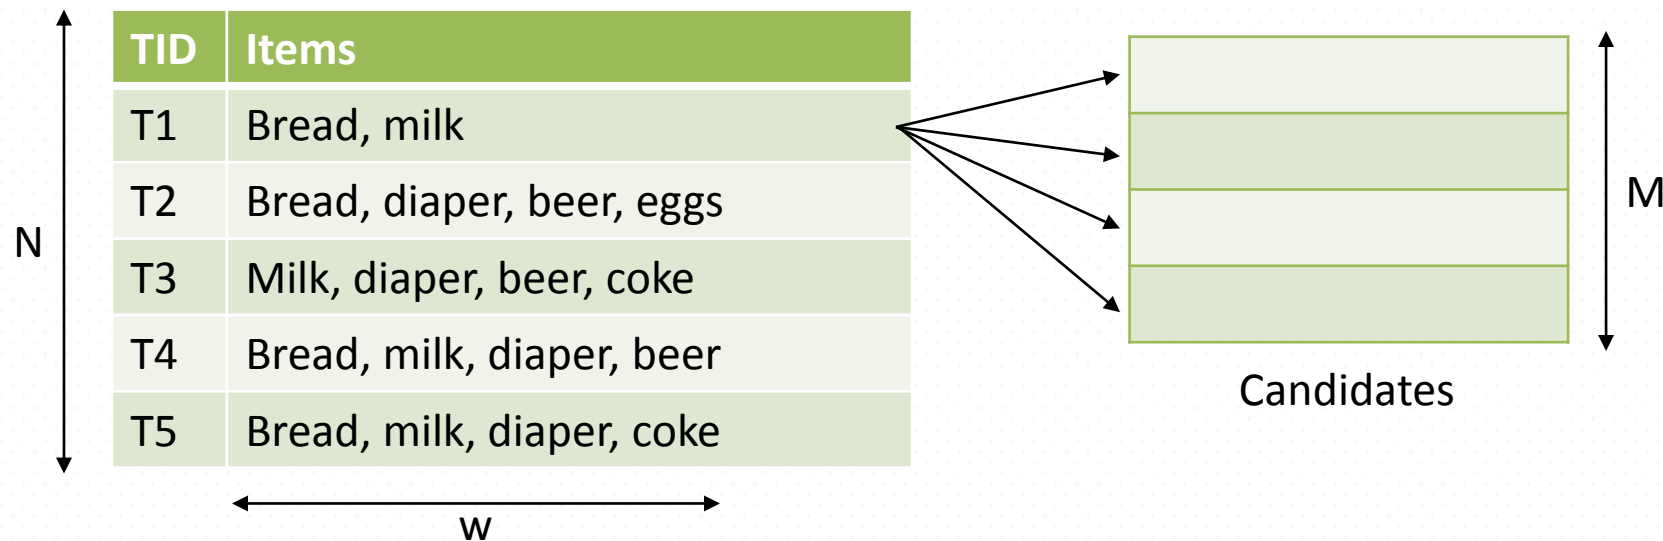 TID Items
T1 Bread, milk
T2 Bread, diaper, beer, eggs
N
T3 Milk, diaper, beer, coke
T4 Bread, milk, diaper, beer
T5 Bread, milk, diaper, coke
w
M
Candidates